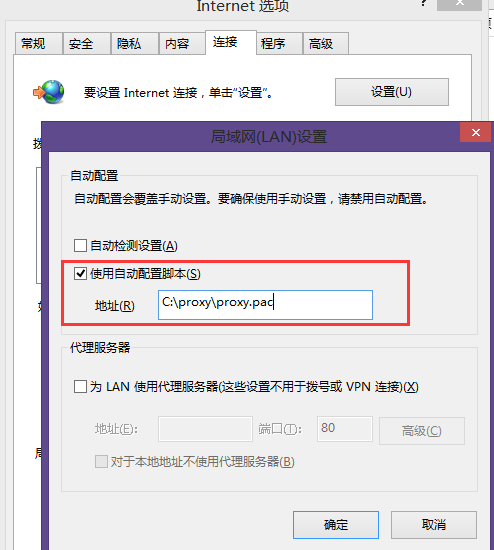 Internet 选项
?
常规 安全 隐私 内容 连接 程序 高级
要设置 Internet 连接，单击“设置”。
设置(U)
局域网(LAN)设置
自动配置
自动配置会覆盖手动设置。要确保使用手动设置，请禁用自动配置。
自动检测设置(A)
使用自动配置脚本(S)
地址(R) C:\proxy\proxy.pac
代理服务器
为 LAN 使用代理服务器(这些设置不用于拨号或 VPN 连接)(X)
地址(E): 端口(T): 80 高级(C)
对于本地地址不使用代理服务器(B)
确定 取消